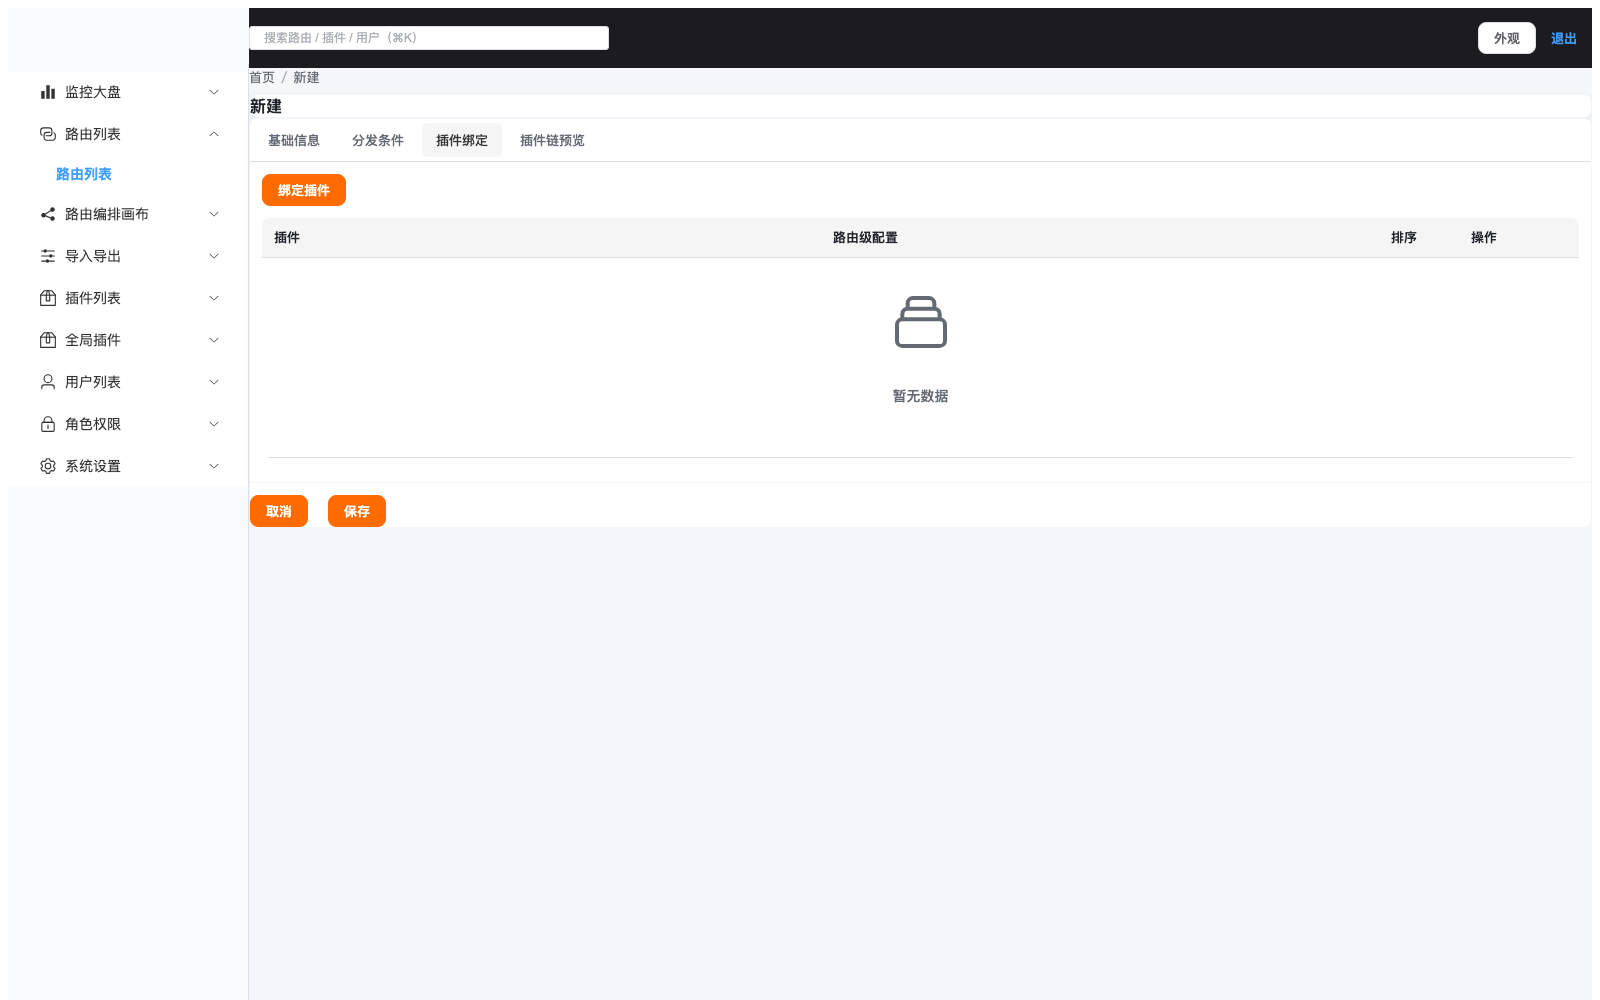 搜索路由 / 插件 / 用户（⌘K）
外观
退出
监控大盘
路由列表
路由列表
路由编排画布
导入导出
插件列表
全局插件
用户列表
角色权限
系统设置
首页 / 新建
新建
基础信息 分发条件 插件绑定 插件链预览
绑定插件
插件 路由级配置 排序 操作
暂无数据
取消 保存